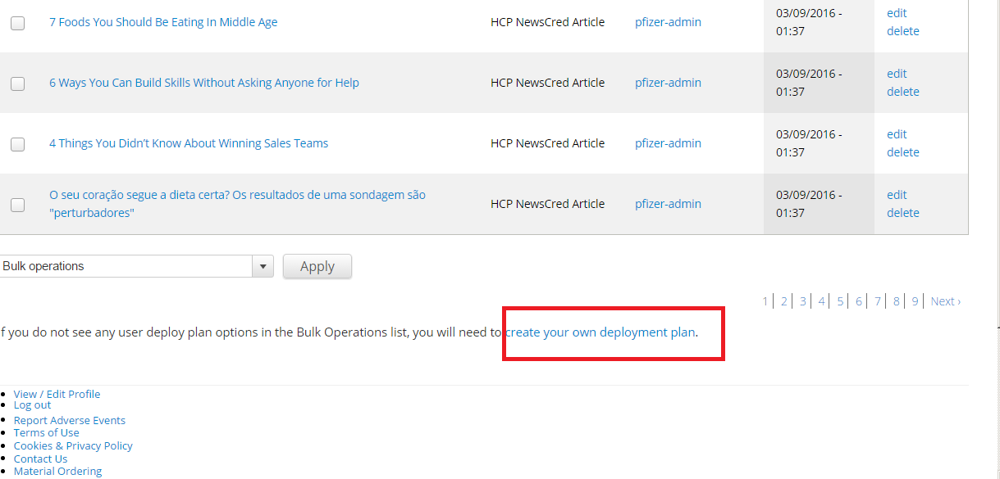 7 Foods You Should Be Eating In Middle Age HCP NewsCred Article pfizer-admin 03/09/2016 - edit
01:37 delete
6 Ways You Can Build Skills Without Asking Anyone for Help HCP NewsCred Article pfizer-admin 03/09/2016 - edit
01:37 delete
4 Things You Didn’t Know About Winning Sales Teams HCP NewsCred Article pfizer-admin 03/09/2016 - edit
01:37 delete
O seu coração segue a dieta certa? Os resultados de uma sondagem são HCP NewsCred Article pfizer-admin 03/09/2016 - edit
"perturbadores" 01:37 delete
Bulk operations Apply
1 2 3 4 5 6 7 8 9 Next ›
f you do not see any user deploy plan options in the Bulk Operations list, you will need to create your own deployment plan.
View / Edit Profile
Log out
Report Adverse Events
Terms of Use
Cookies & Privacy Policy
Contact Us
Material Ordering